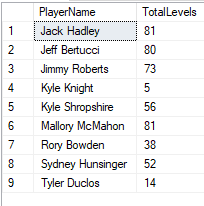 PlayerName TotalLevels
1 Jack Hadley 81
2 Jeff Bertucci 80
3 Jimmy Roberts 73
4 Kyle Knight 5
5 Kyle Shropshire 56
6 Mallory McMahon 81
7 Rory Bowden 38
8 Sydney Hunsinger 52
9 Tyler Duclos 14